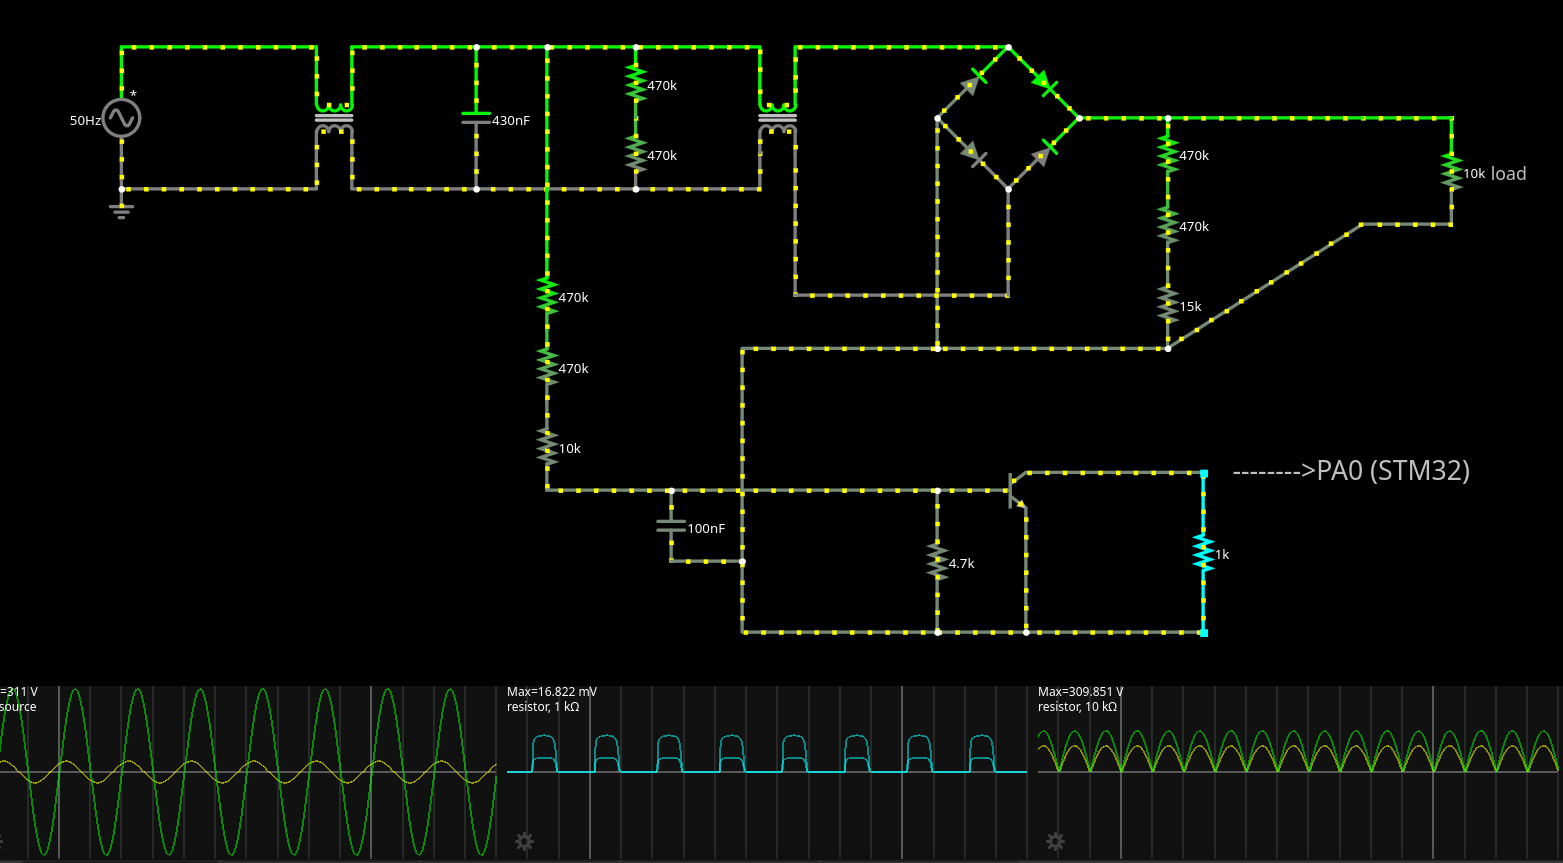 *
50Hz
430nF
470k
470k
470k
470k
15k
10k load
470k
470k
10k
100nF
4.7k
1k
-------->PA0 (STM32)
=311 V
source
Max=16.822 mV
resistor, 1 kΩ
Max=309.851 V
resistor, 10 kΩ